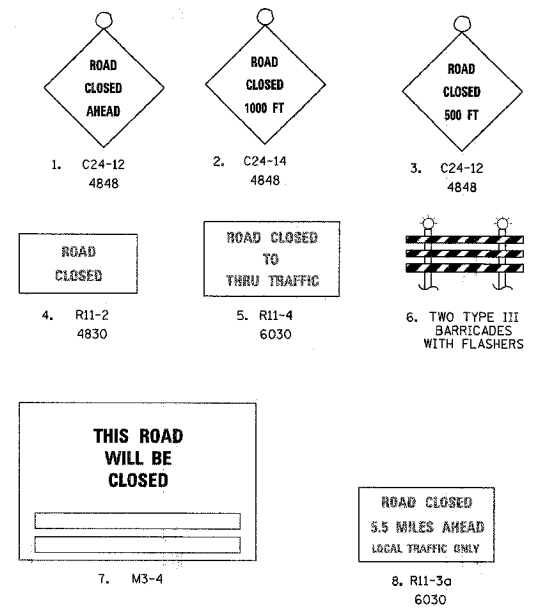 ROAD
CLOSED
AHEAD
1. C24-12
4848
ROAD
CLOSED
1000 FT
2. C24-14
4848
ROAD
CLOSED
500 FT
3. C24-12
4848
ROAD
CLOSED
4. R11-2
4830
ROAD CLOSED
TO
THRU TRAFFIC
5. R11-4
6030
6. TWO TYPE III
BARRICADES
WITH FLASHERS
THIS ROAD
WILL BE
CLOSED
7. M3-4
ROAD CLOSED
5.5 MILES AHEAD
LOCAL TRAFFIC ONLY
8. R11-3a
6030